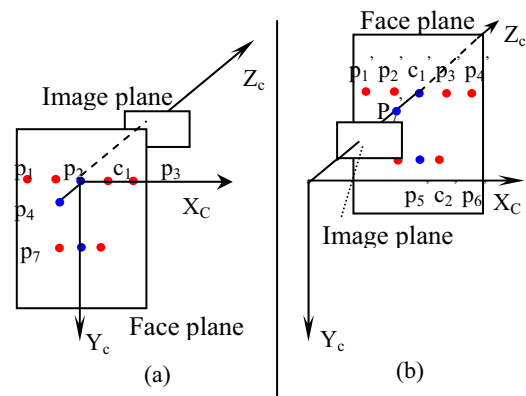 Z_c
Image plane
p_1 p_2 c_1 p_3
p_4
X_C
p_7
Face plane
Y_c
(a)
Face plane
Z_c
p_1' p_2' c_1' p_3' p_4'
P_7'
p_5' c_2' p_6'
X_C
Image plane
Y_c
(b)